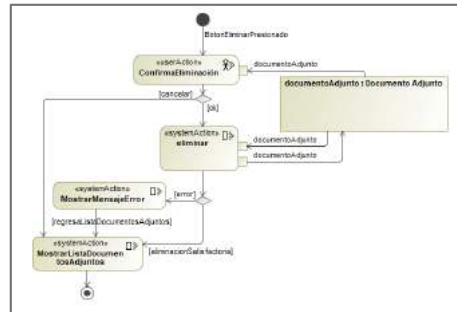 BotonEliminarPresionado
«userAction»
ConfirmaEliminación
documentoAdjunto
documentoAdjunto : Documento Adjunto
[cancelar]
[ok]
«systemAction»
eliminar
documentoAdjunto
documentoAdjunto
[error]
«systemAction»
MostrarMensajeError
[regresaListaDocumentosAdjuntos]
«systemAction»
MostrarListaDocumen
tosAdjuntos
[eliminacionSatisfactoria]